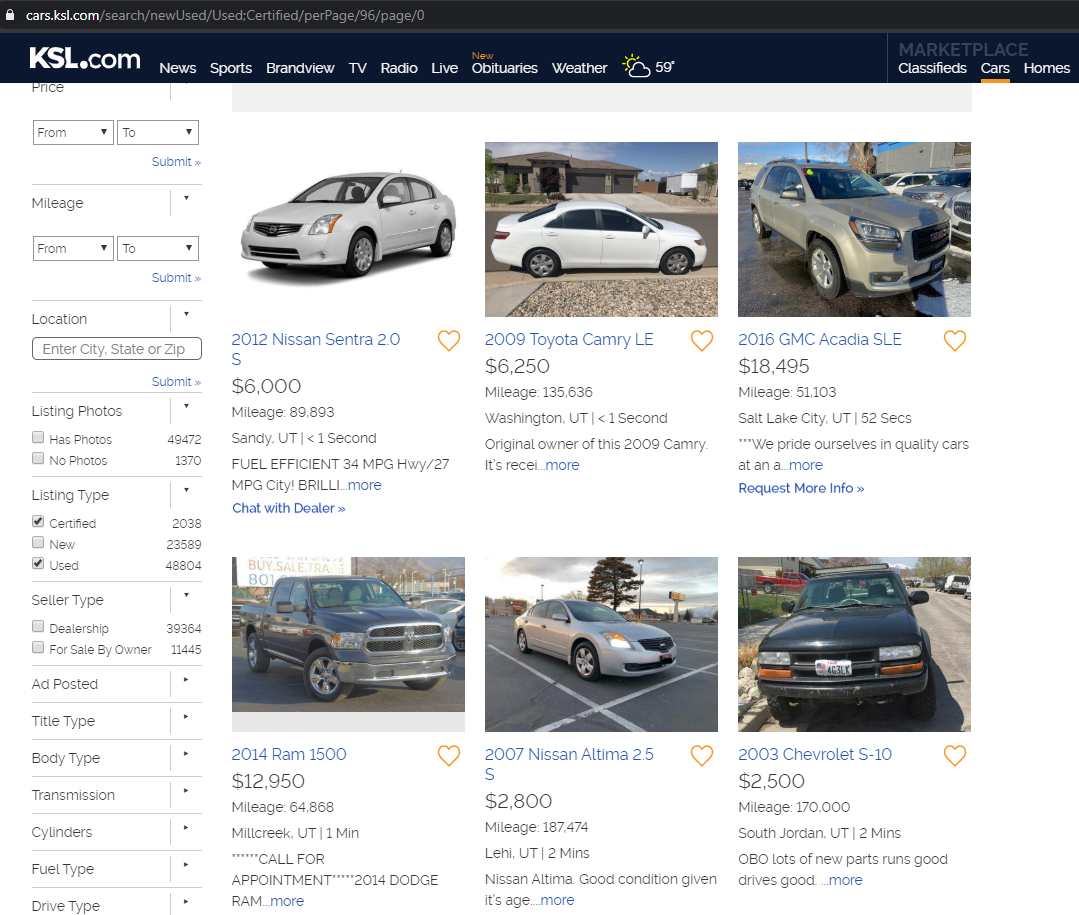 cars.ksl.com/search/newUsed/Used;Certified/perPage/96/page/0
KSL.com
News Sports Brandview TV Radio Live New Obituaries Weather 59°
MARKETPLACE
Classifieds Cars Homes
Price
From To
Submit »
Mileage
From To
Submit »
Location
Enter City, State or Zip
Submit »
Listing Photos
Has Photos 49472
No Photos 1370
Listing Type
Certified 2038
New 23589
Used 48804
Seller Type
Dealership 39364
For Sale By Owner 11445
Ad Posted
Title Type
Body Type
Transmission
Cylinders
Fuel Type
Drive Type
2012 Nissan Sentra 2.0
S
$6,000
Mileage: 89,893
Sandy, UT | < 1 Second
FUEL EFFICIENT 34 MPG Hwy/27
MPG City! BRILLI...more
Chat with Dealer »
2009 Toyota Camry LE
$6,250
Mileage: 135,636
Washington, UT | < 1 Second
Original owner of this 2009 Camry.
It's recei...more
GMC
2016 GMC Acadia SLE
$18,495
Mileage: 51,103
Salt Lake City, UT | 52 Secs
***We pride ourselves in quality cars
at an a...more
Request More Info »
BUY.SALE.TRA
801
2014 Ram 1500
$12,950
Mileage: 64,868
Millcreek, UT | 1 Min
******CALL FOR
APPOINTMENT*****2014 DODGE
RAM...more
2007 Nissan Altima 2.5
S
$2,800
Mileage: 187,474
Lehi, UT | 2 Mins
Nissan Altima. Good condition given
it's age....more
463LK
2003 Chevrolet S-10
$2,500
Mileage: 170,000
South Jordan, UT | 2 Mins
OBO lots of new parts runs good
drives good. ...more